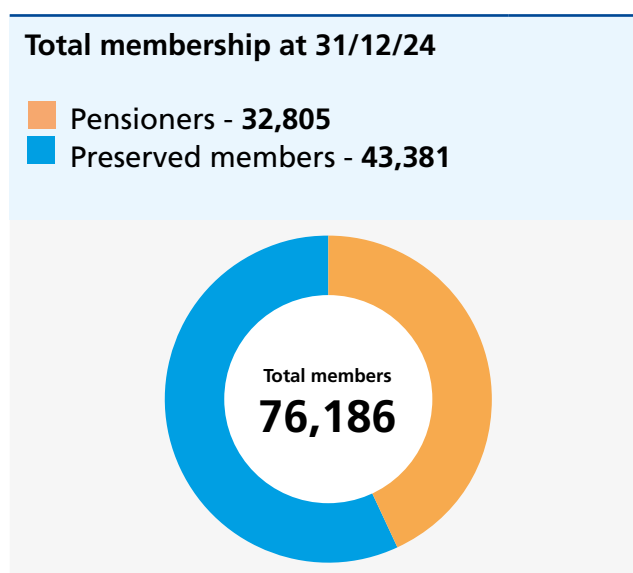 Total membership at 31/12/24
Pensioners - 32,805
Preserved members - 43,381
Total members
76,186